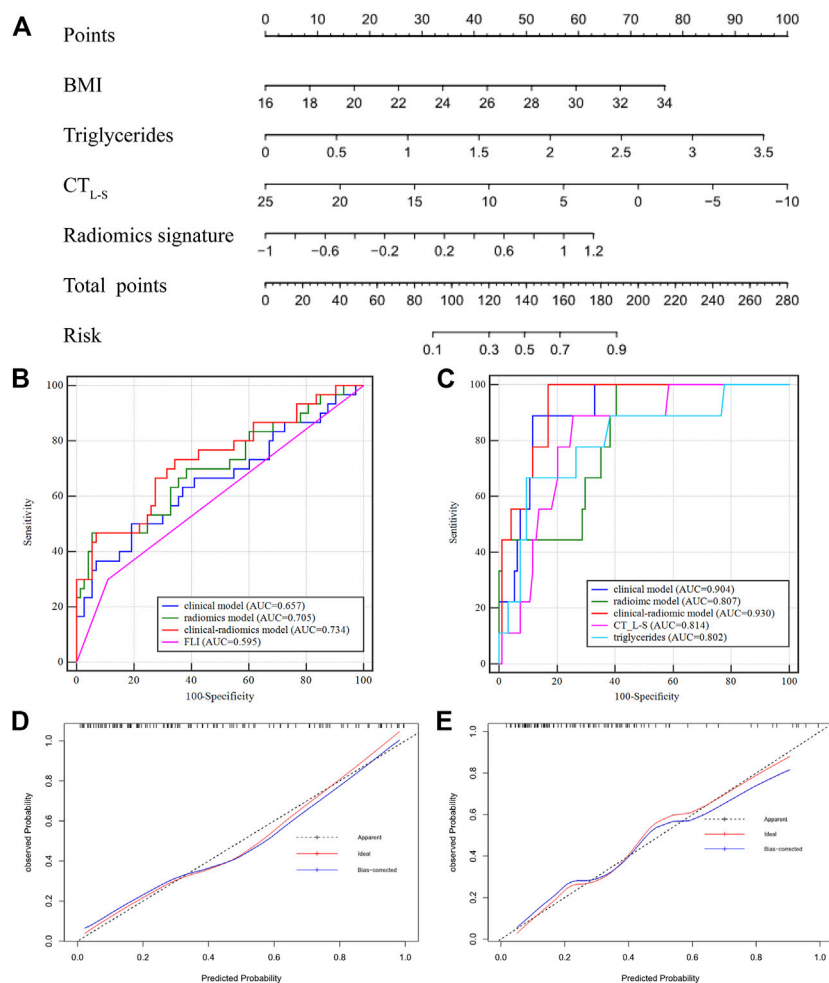 A
Points
0 10 20 30 40 50 60 70 80 90 100
BMI
16 18 20 22 24 26 28 30 32 34
Triglycerides
0 0.5 1 1.5 2 2.5 3 3.5
CTL-S
25 20 15 10 5 0 −5 −10
Radiomics signature
−1 −0.6 −0.2 0.2 0.6 1 1.2
Total points
0 20 40 60 80 100 120 140 160 180 200 220 240 260 280
Risk
0.1 0.3 0.5 0.7 0.9
B
Sensitivity
100
80
60
40
20
0
clinical model (AUC=0.657)
radiomics model (AUC=0.705)
clinical-radiomics model (AUC=0.734)
FLI (AUC=0.595)
0 20 40 60 80 100
100-Specificity
C
Sensitivity
100
80
60
40
20
0
clinical model (AUC=0.904)
radioimc model (AUC=0.807)
clinical-radiomic model (AUC=0.930)
CT_L-S (AUC=0.814)
triglycerides (AUC=0.802)
0 20 40 60 80 100
100-Specificity
D
observed Probability
1.0
0.8
0.6
0.4
0.2
0.0
Apparent
Ideal
Bias-corrected
0.0 0.2 0.4 0.6 0.8 1.0
Predicted Probability
E
observed Probability
1.0
0.8
0.6
0.4
0.2
0.0
Apparent
Ideal
Bias-corrected
0.0 0.2 0.4 0.6 0.8 1.0
Predicted Probability